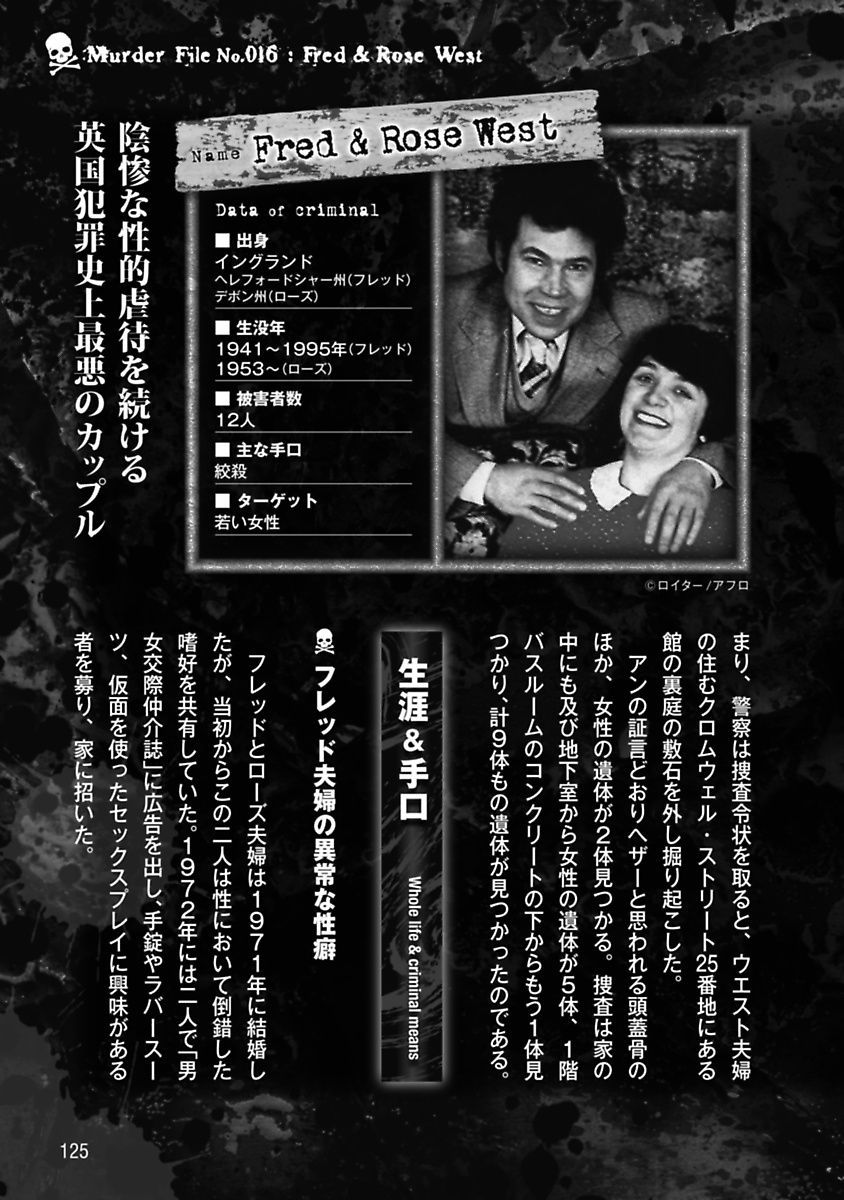 Murder File No.016 : Fred & Rose West
Name Fred & Rose West
陰惨な性的虐待を続ける
英国犯罪史上最悪のカップル
Data of criminal
■ 出身
イングランド
ヘレフォードシャー州(フレッド)
デボン州(ローズ)
■ 生没年
1941〜1995年(フレッド)
1953〜(ローズ)
■ 被害者数
12人
■ 主な手口
絞殺
■ ターゲット
若い女性
©ロイター/アフロ
まり、警察は捜査令状を取ると、ウエスト夫婦
の住むクロムウェル・ストリート25番地にある
館の裏庭の敷石を外し掘り起こした。
アンの証言どおりヘザーと思われる頭蓋骨の
ほか、女性の遺体が2体見つかる。捜査は家の
中にも及び地下室から女性の遺体が5体、1階
バスルームのコンクリートの下からもう1体見
つかり、計9体もの遺体が見つかったのである。
生涯&手口 Whole life & criminal means
フレッド夫婦の異常な性癖
フレッドとローズ夫婦は1971年に結婚し
たが、当初からこの二人は性において倒錯した
嗜好を共有していた。1972年には二人で「男
女交際仲介誌」に広告を出し、手錠やラバースー
ツ、仮面を使ったセックスプレイに興味がある
者を募り、家に招いた。
125